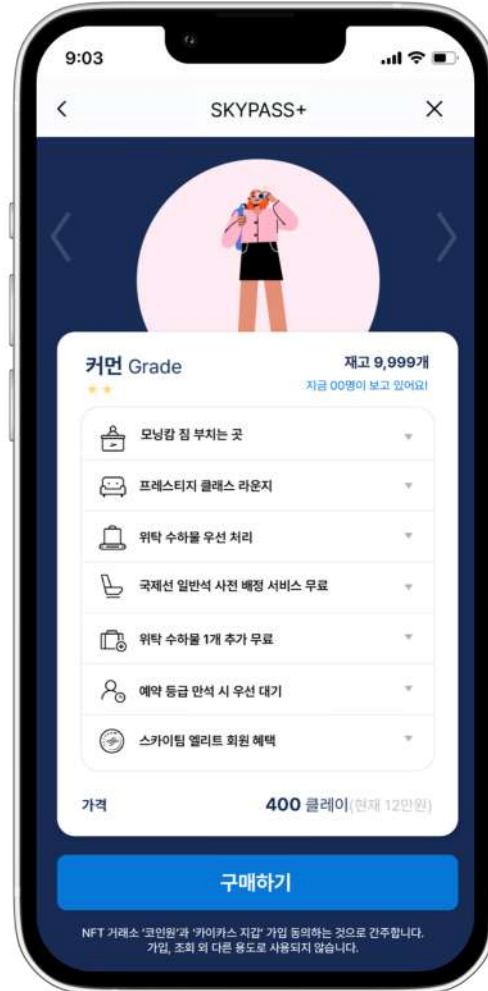 9:03
SKYPASS+
커먼 Grade
재고 9,999개
지금 00명이 보고 있어요!
모닝캄 짐 부치는 곳
프레스티지 클래스 라운지
위탁 수하물 우선 처리
국제선 일반석 사전 배정 서비스 무료
위탁 수하물 1개 추가 무료
예약 등급 만석 시 우선 대기
스카이팀 엘리트 회원 혜택
가격 400 클레이(현재 12만원)
구매하기
NFT 거래소 '코인원'과 '카이카스 지갑' 가입 동의하는 것으로 간주합니다.
가입, 조회 외 다른 용도로 사용되지 않습니다.